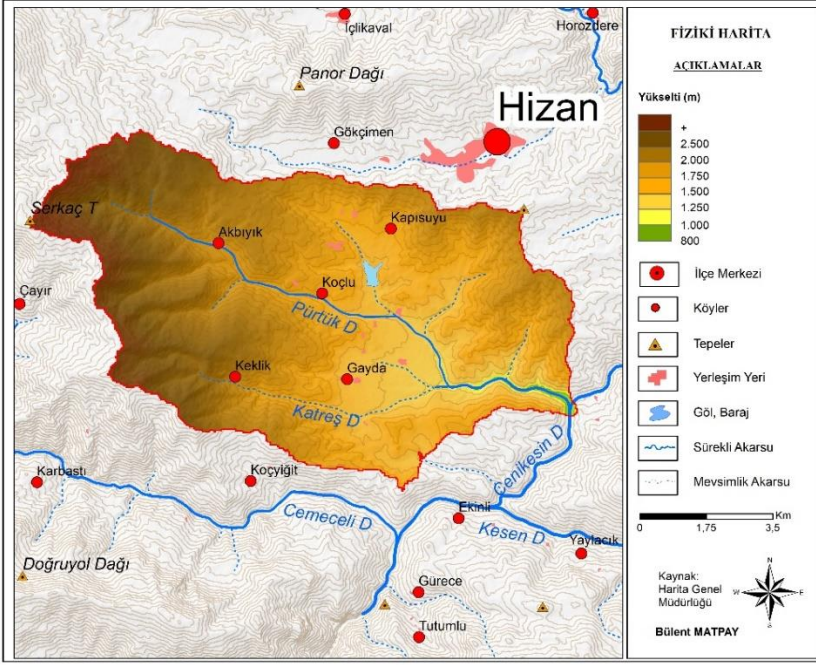 İçlikaval
Horozdere
Panor Dağı
Hizan
Gökçimen
Serkaç T
Akbıyık
Kapısuyu
Çayır
Koçlu
Pürtük D
Keklik
Gayda
Katreş D
Karbastı
Koçyiğit
Cenikesin D
Cemeceli D
Ekinli
Kesen D
Yaylacık
Doğruyol Dağı
Gürece
Tutumlu
FİZİKİ HARİTA
AÇIKLAMALAR
Yükselti (m)
+
2.500
2.000
1.750
1.250
1.000
800
İlçe Merkezi
Köyler
Tepeler
Yerleşim Yeri
Göl, Baraj
Sürekli Akarsu
Mevsimlik Akarsu
Km
0 1,75 3,5
Kaynak:
Harita Genel
Müdürlüğü
N
W E
S
Bülent MATPAY